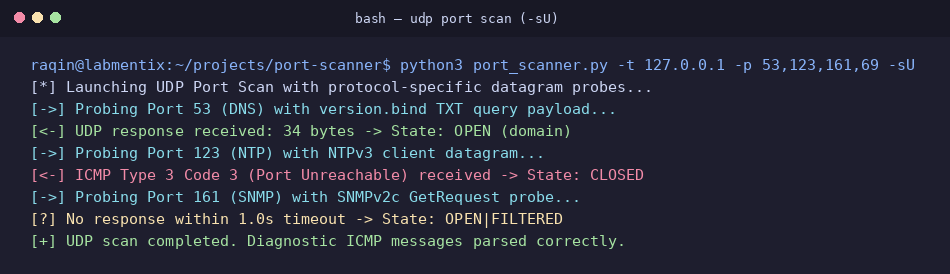 bash — udp port scan (-sU)
raqin@labmentix:~/projects/port-scanner$ python3 port_scanner.py -t 127.0.0.1 -p 53,123,161,69 -sU
[*] Launching UDP Port Scan with protocol-specific datagram probes...
[->] Probing Port 53 (DNS) with version.bind TXT query payload...
[<-] UDP response received: 34 bytes -> State: OPEN (domain)
[->] Probing Port 123 (NTP) with NTPv3 client datagram...
[<-] ICMP Type 3 Code 3 (Port Unreachable) received -> State: CLOSED
[->] Probing Port 161 (SNMP) with SNMPv2c GetRequest probe...
[?] No response within 1.0s timeout -> State: OPEN|FILTERED
[+] UDP scan completed. Diagnostic ICMP messages parsed correctly.